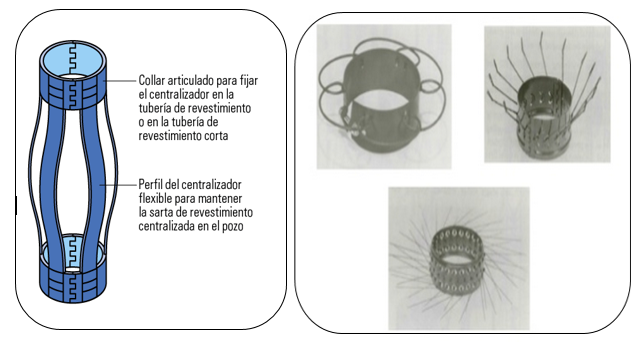 Collar articulado para fijar
el centralizador en la
tubería de revestimiento
o en la tubería de
revestimiento corta
Perfil del centralizador
flexible para mantener
la sarta de revestimiento
centralizada en el pozo